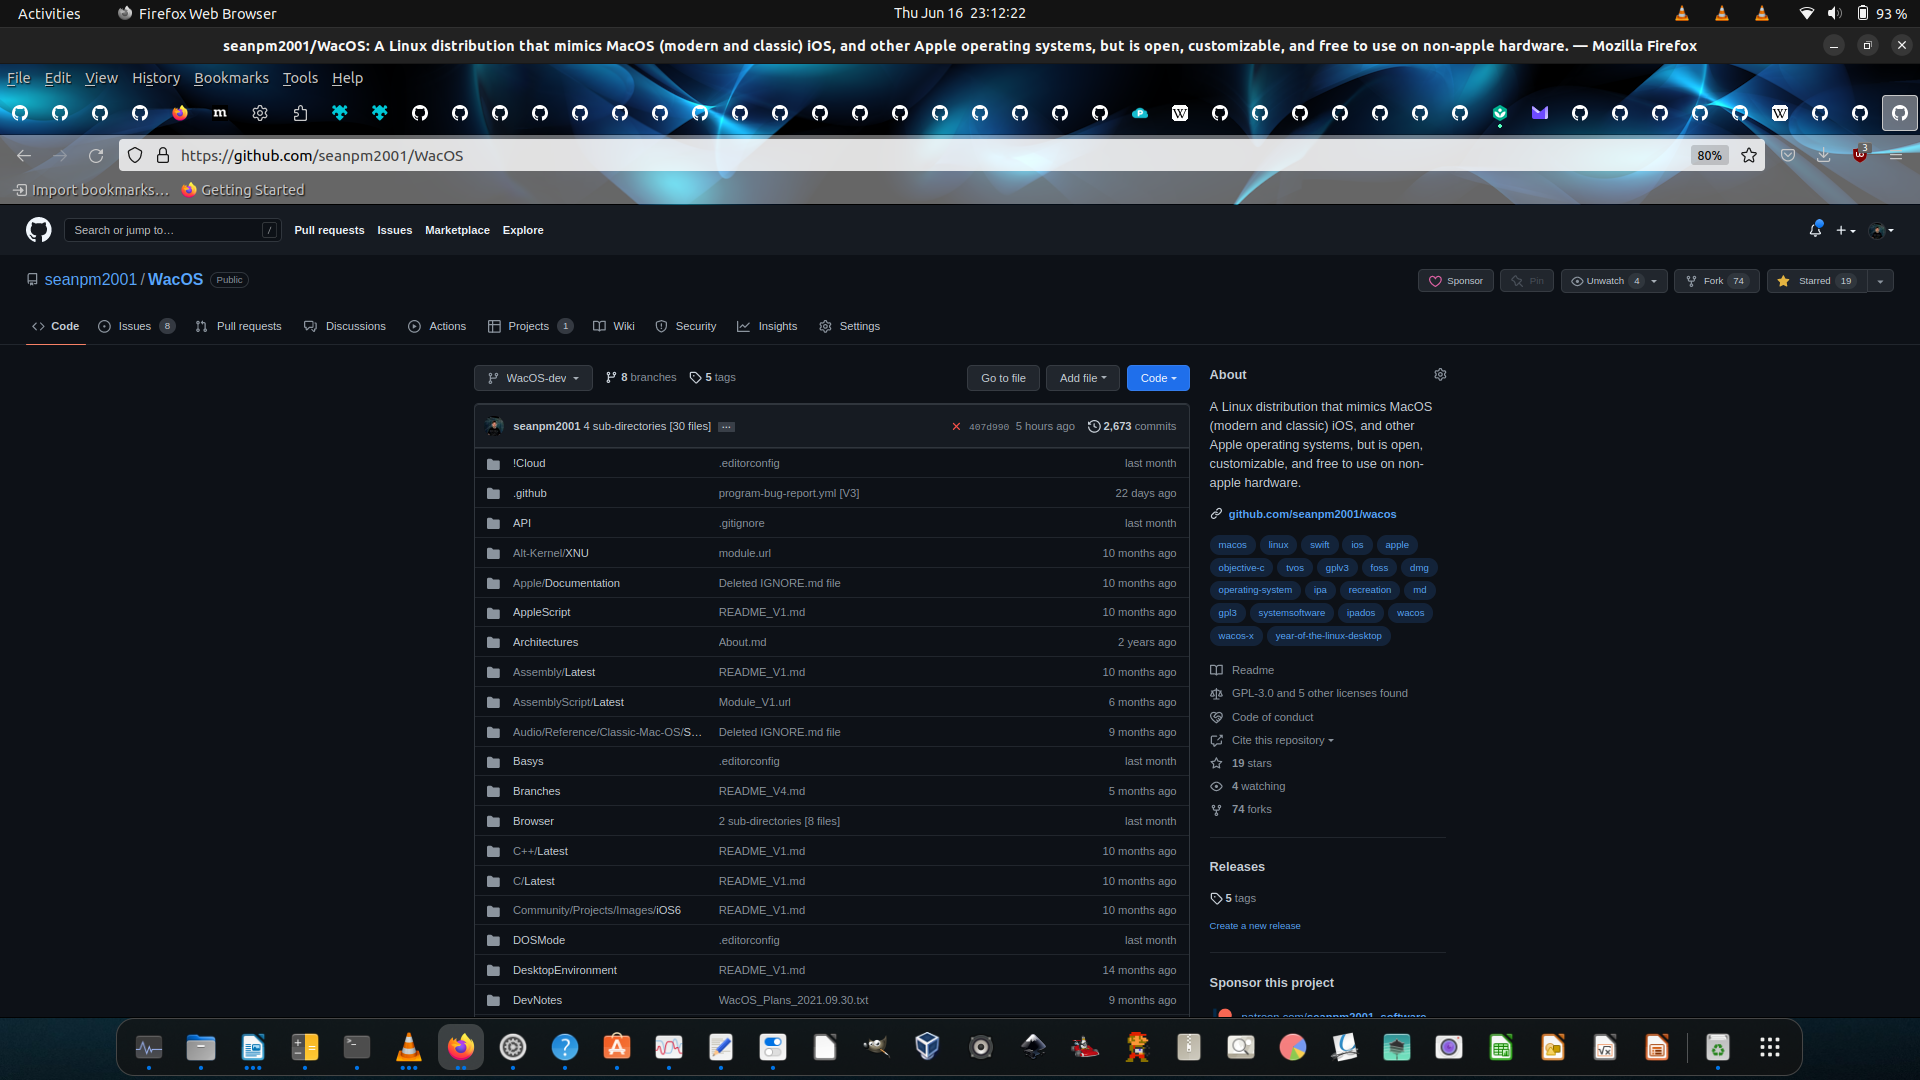 Activities
Firefox Web Browser
Thu Jun 16 23:12:22
93 %
seanpm2001/WacOS: A Linux distribution that mimics MacOS (modern and classic) iOS, and other Apple operating systems, but is open, customizable, and free to use on non-apple hardware. — Mozilla Firefox
File Edit View History Bookmarks Tools Help
https://github.com/seanpm2001/WacOS
80%
3
Import bookmarks… Getting Started
Search or jump to… /
Pull requests Issues Marketplace Explore
seanpm2001 / WacOS Public
Sponsor Pin Unwatch 4 Fork 74 Starred 19
Code Issues 8 Pull requests Discussions Actions Projects 1 Wiki Security Insights Settings
WacOS-dev 8 branches 5 tags
Go to file Add file Code
seanpm2001 4 sub-directories [30 files] … 407d990 5 hours ago 2,673 commits
!Cloud .editorconfig last month
.github program-bug-report.yml [V3] 22 days ago
API .gitignore last month
Alt-Kernel/XNU module.url 10 months ago
Apple/Documentation Deleted IGNORE.md file 10 months ago
AppleScript README_V1.md 10 months ago
Architectures About.md 2 years ago
Assembly/Latest README_V1.md 10 months ago
AssemblyScript/Latest Module_V1.url 6 months ago
Audio/Reference/Classic-Mac-OS/S… Deleted IGNORE.md file 9 months ago
Basys .editorconfig last month
Branches README_V4.md 5 months ago
Browser 2 sub-directories [8 files] last month
C++/Latest README_V1.md 10 months ago
C/Latest README_V1.md 10 months ago
Community/Projects/Images/iOS6 README_V1.md 10 months ago
DOSMode .editorconfig last month
DesktopEnvironment README_V1.md 14 months ago
DevNotes WacOS_Plans_2021.09.30.txt 9 months ago
About
A Linux distribution that mimics MacOS
(modern and classic) iOS, and other
Apple operating systems, but is open,
customizable, and free to use on non-
apple hardware.
github.com/seanpm2001/wacos
macos linux swift ios apple
objective-c tvos gplv3 foss dmg
operating-system ipa recreation md
gpl3 systemsoftware ipados wacos
wacos-x year-of-the-linux-desktop
Readme
GPL-3.0 and 5 other licenses found
Code of conduct
Cite this repository
19 stars
4 watching
74 forks
Releases
5 tags
Create a new release
Sponsor this project
patreon.com/seanpm2001_software